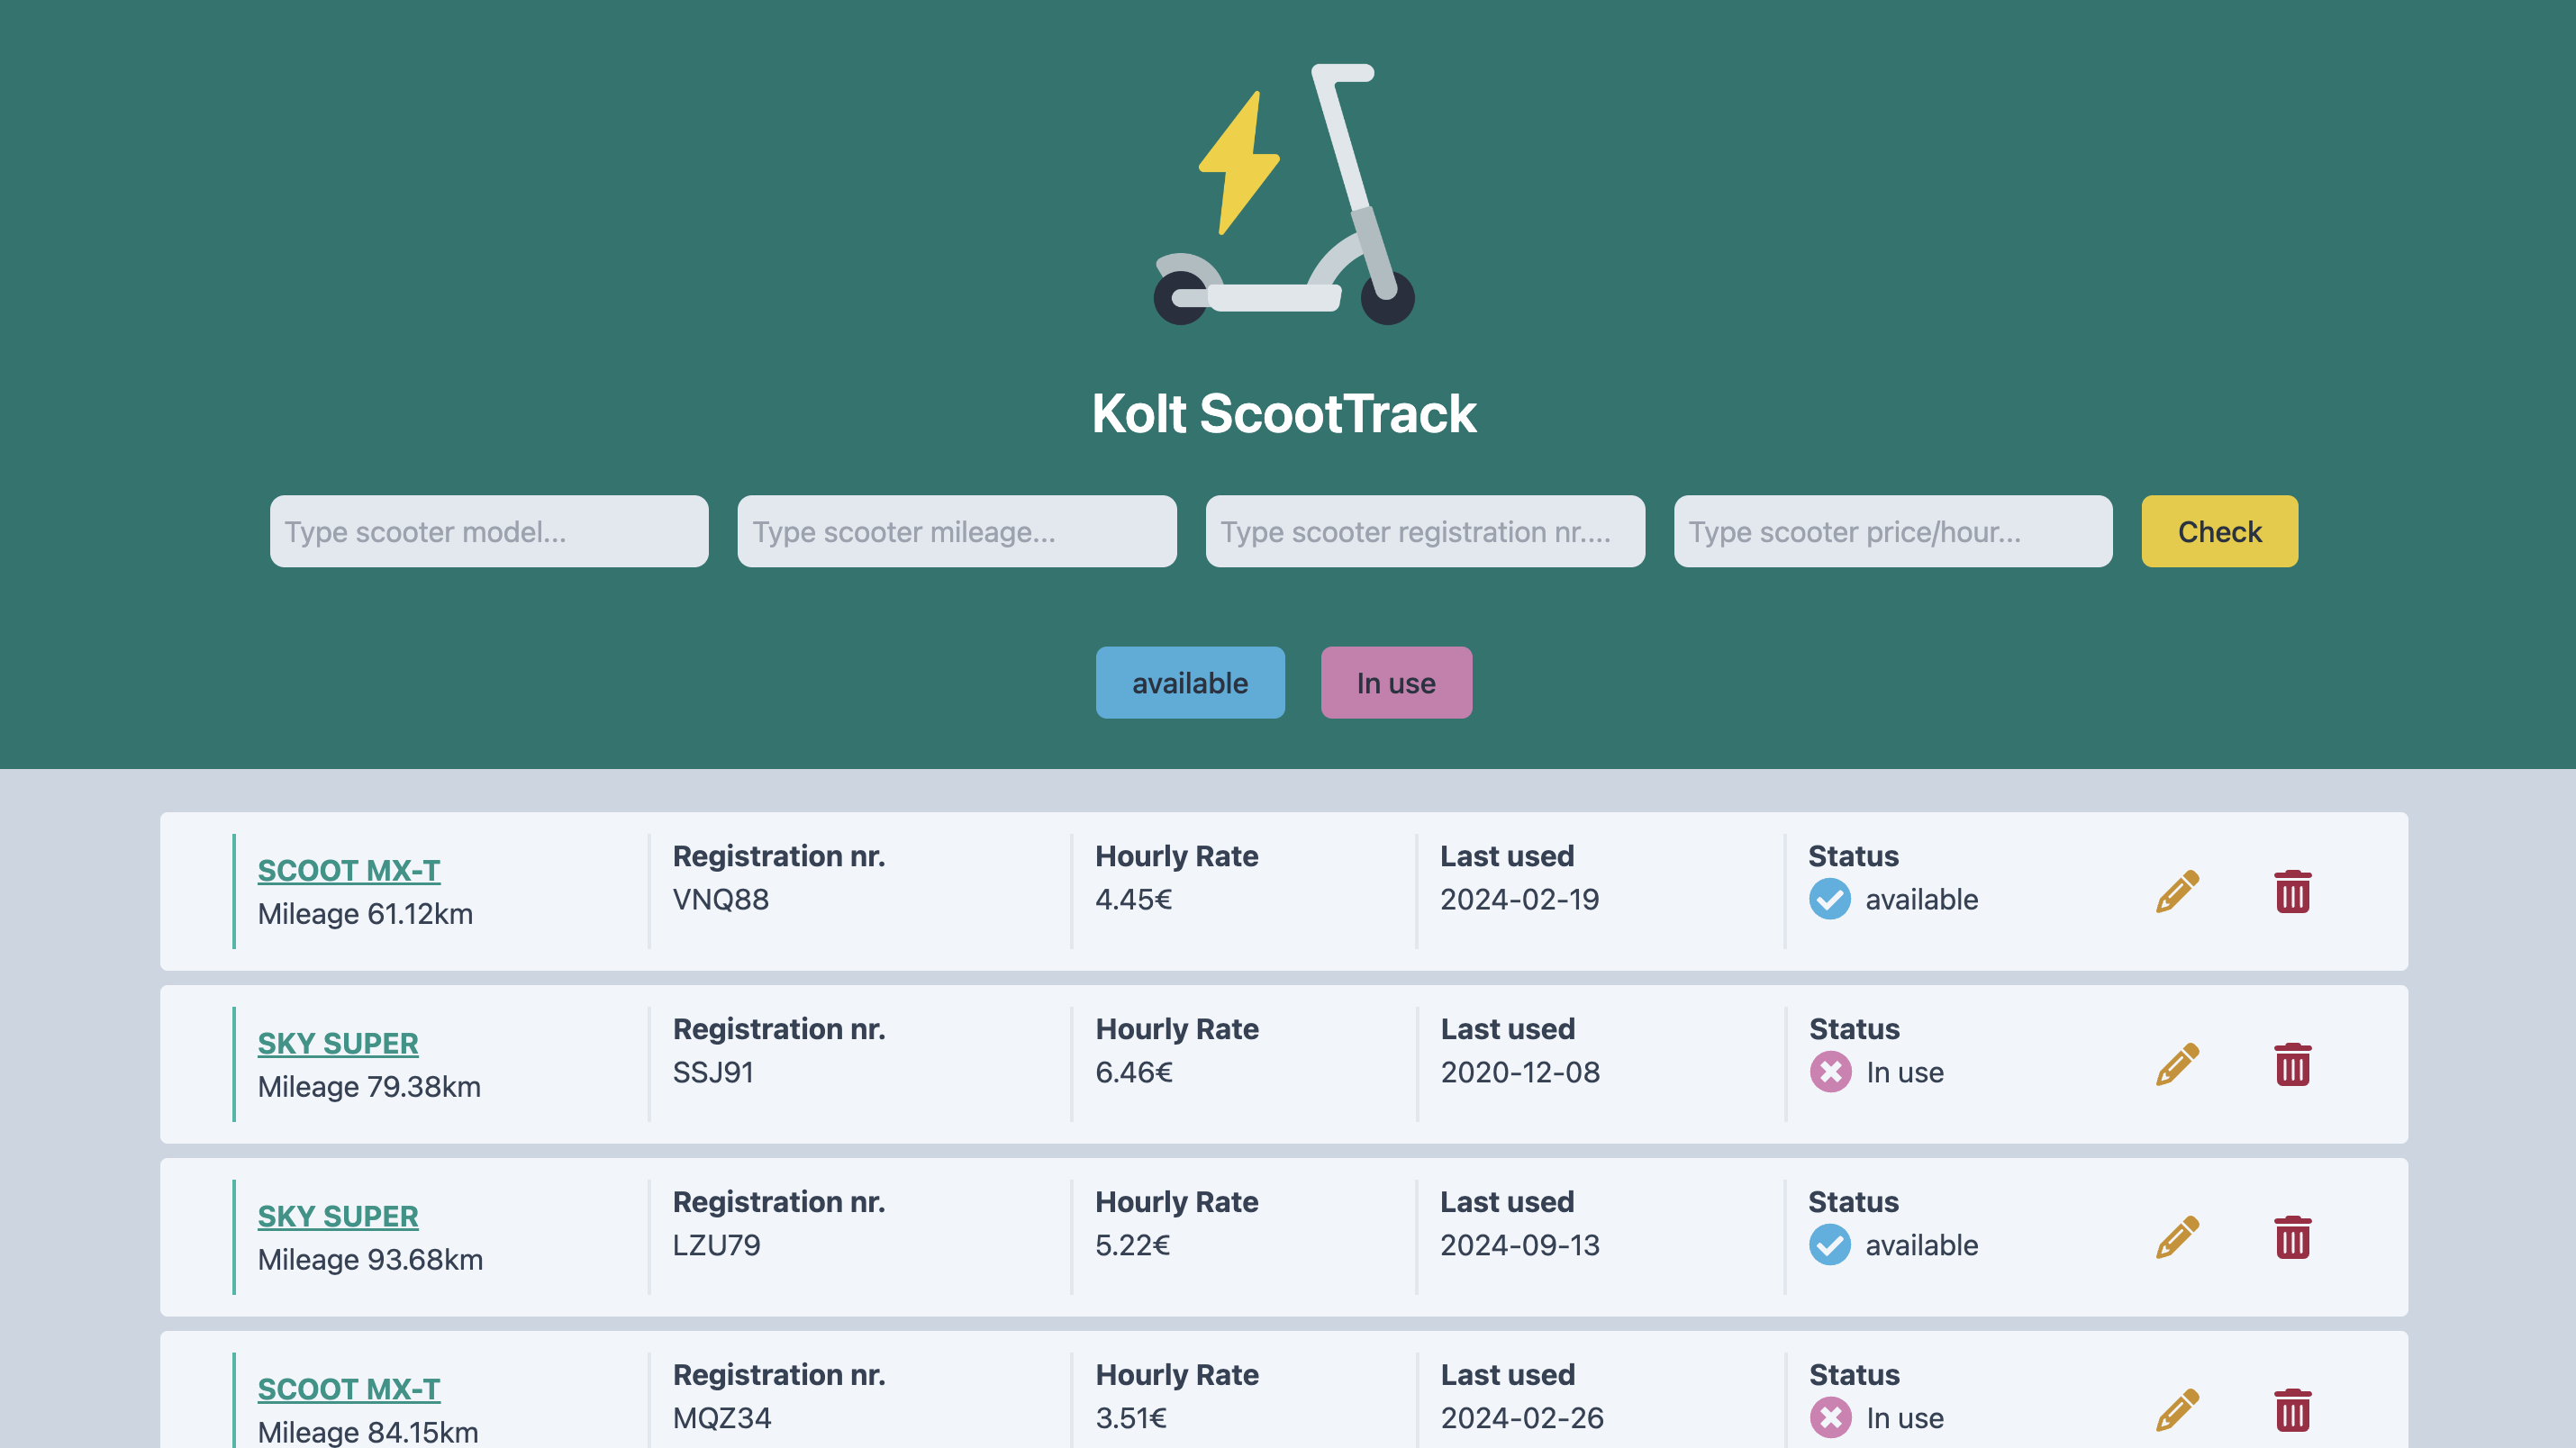 Kolt ScootTrack
Type scooter model... Type scooter mileage... Type scooter registration nr.... Type scooter price/hour... Check
available In use
SCOOT MX-T
Mileage 61.12km
Registration nr.
VNQ88
Hourly Rate
4.45€
Last used
2024-02-19
Status
available
SKY SUPER
Mileage 79.38km
Registration nr.
SSJ91
Hourly Rate
6.46€
Last used
2020-12-08
Status
In use
SKY SUPER
Mileage 93.68km
Registration nr.
LZU79
Hourly Rate
5.22€
Last used
2024-09-13
Status
available
SCOOT MX-T
Mileage 84.15km
Registration nr.
MQZ34
Hourly Rate
3.51€
Last used
2024-02-26
Status
In use